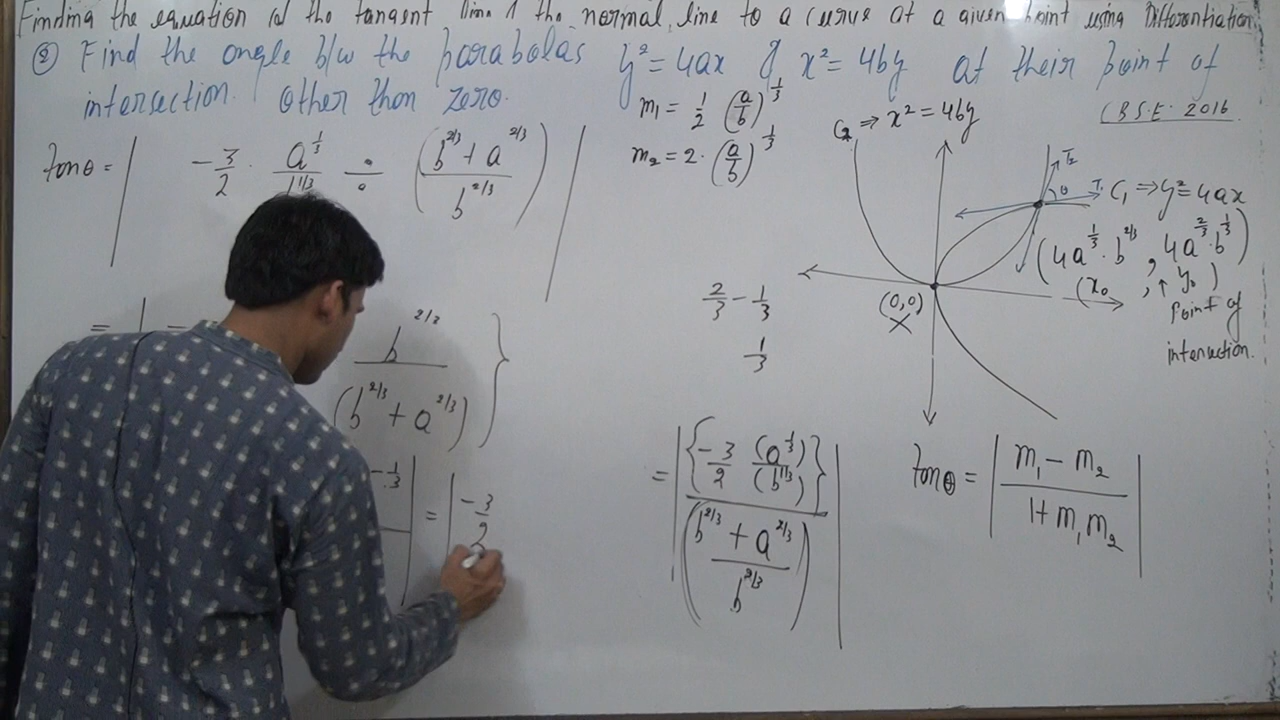 Finding the equation of the tangent line & the normal line to a curve at a given point using Differentiation
② Find the angle b/w the parabolas y² = 4ax & x² = 4by at their point of
intersection. Other than zero.
C.B.S.E. 2016
m₁ = 1/2 (a/b)^1/3
m₂ = 2·(a/b)^1/3
tanθ = | -3/2 · a^1/3 / b^1/3 ÷ ((b^2/3 + a^2/3) / b^2/3) |
C₂ ⇒ x² = 4by
T₂
θ
T₁
C₁ ⇒ y² = 4ax
(4a^1/3 · b^2/3 , 4a^2/3 · b^1/3)
(x₀ , y₀)
↑
Point of
intersection.
(0,0)
×
2/3 - 1/3
1/3
= | - b^2/3 / (b^2/3 + a^2/3) }
-1/3 | = | -3/2
= | { -3/2 (a^1/3) / (b^1/3) } / ((b^2/3 + a^2/3) / b^2/3) |
tanθ = | (m₁ - m₂) / (1 + m₁m₂) |